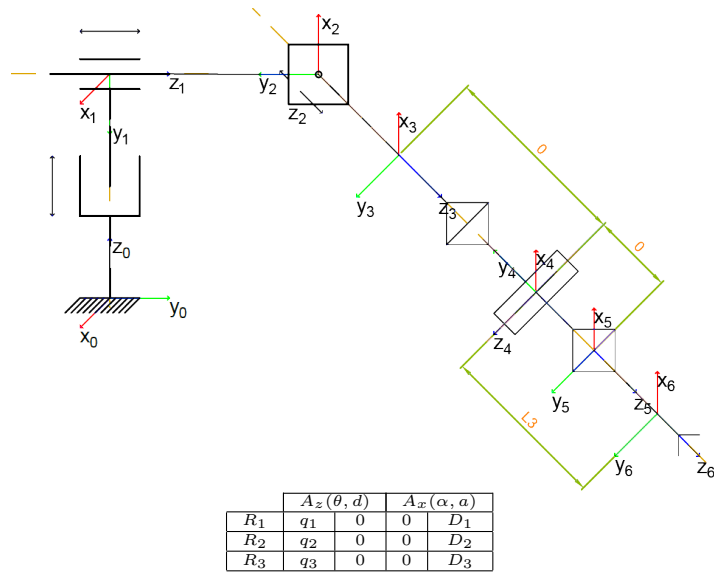 x2
z1
y2
x1
z2
y1
x3
0
y3
z3
z0
0
y4
x4
y0
x0
z4
x5
y5
z5
x6
L3
y6
z6
Az(θ, d) Ax(α, a)
R1 q1 0 0 D1
R2 q2 0 0 D2
R3 q3 0 0 D3